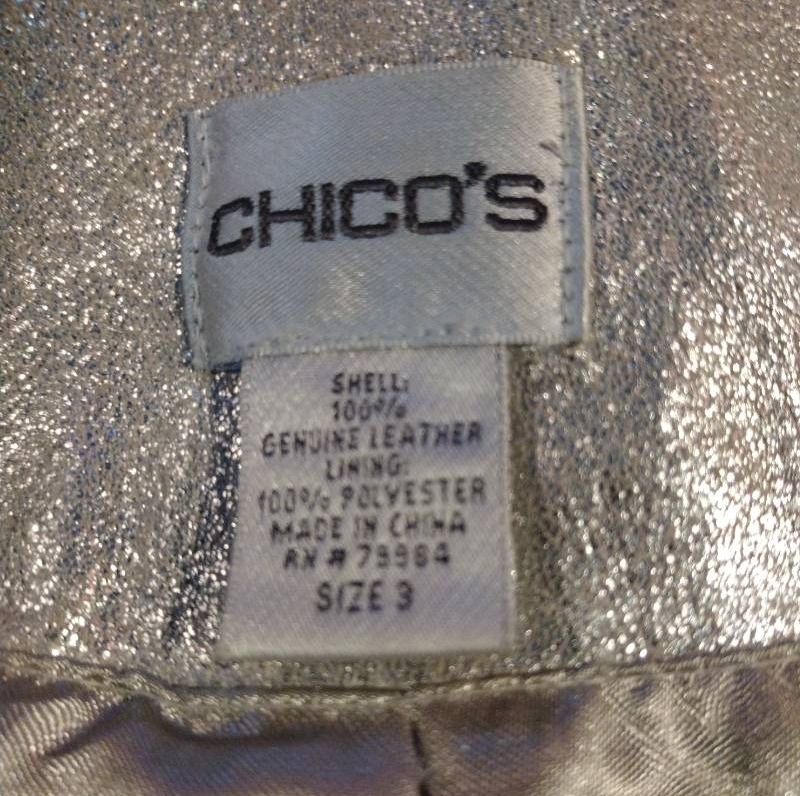 CHICO'S
SHELL:
100%
GENUINE LEATHER
LINING:
100% POLYESTER
MADE IN CHINA
RN # 79984
SIZE 3